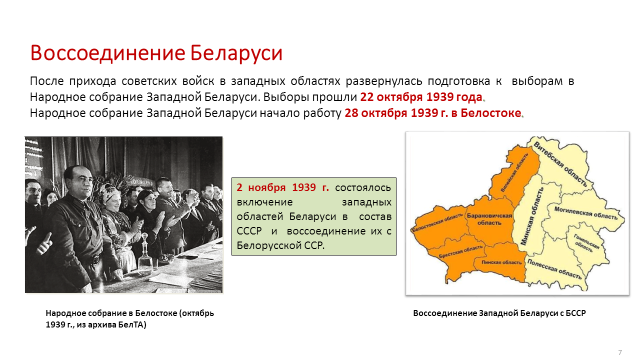 Воссоединение Беларуси
После прихода советских войск в западных областях развернулась подготовка к выборам в
Народное собрание Западной Беларуси. Выборы прошли 22 октября 1939 года.
Народное собрание Западной Беларуси начало работу 28 октября 1939 г. в Белостоке.
2 ноября 1939 г. состоялось
включение западных
областей Беларуси в состав
СССР и воссоединение их с
Белорусской ССР.
Витебская область
Вилейская область
Минская область
Могилевская область
Белостокская область
Барановичская
область
Гомельская
область
Брестская
область
Пинская область
Полесская область
Народное собрание в Белостоке (октябрь
1939 г., из архива БелТА)
Воссоединение Западной Беларуси с БССР
7